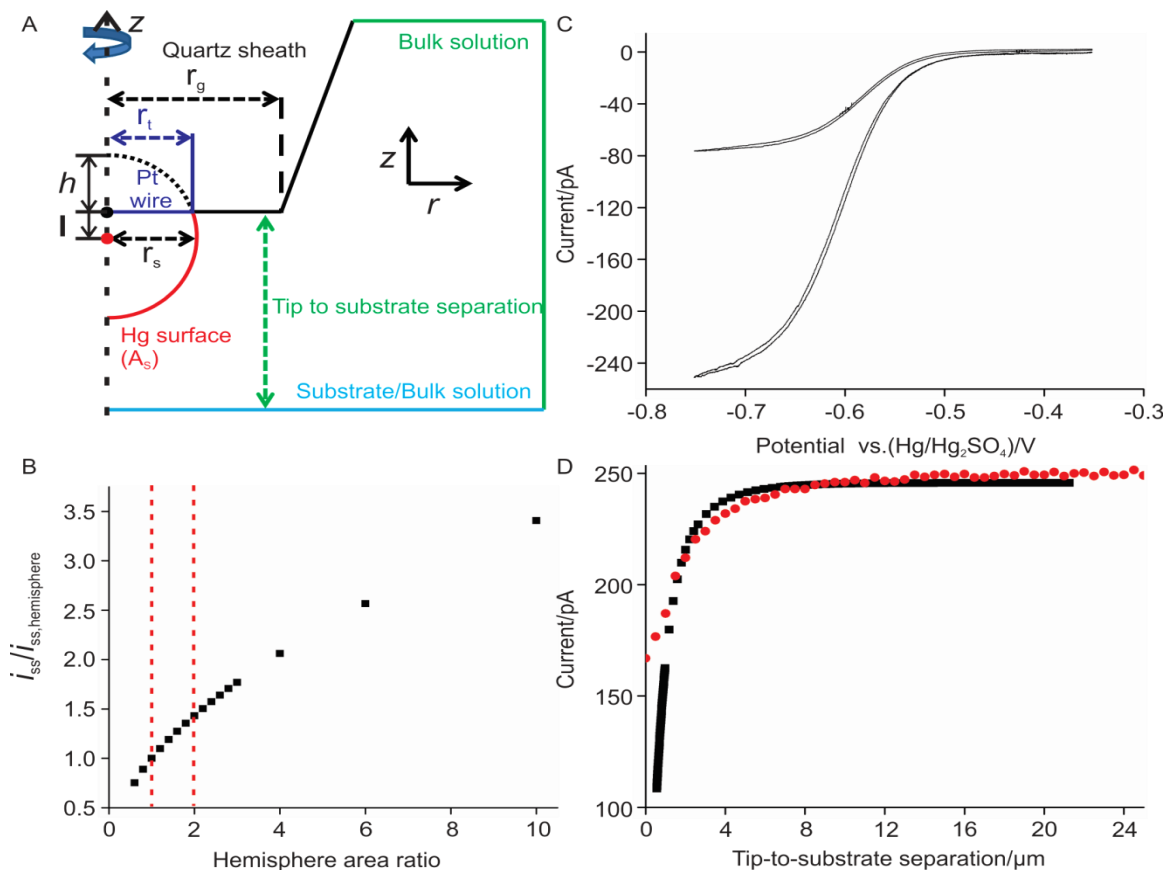 A
z
Quartz sheath
Bulk solution
r_g
r_t
h
Pt
wire
z
r
l
r_s
Tip to substrate separation
Hg surface
(A_S)
Substrate/Bulk solution
B
i_ss/i_ss,hemisphere
3.5
3.0
2.5
2.0
1.5
1.0
0.5
0 2 4 6 8 10
Hemisphere area ratio
C
Current/pA
0
-40
-80
-120
-160
-200
-240
-0.8 -0.7 -0.6 -0.5 -0.4 -0.3
Potential vs.(Hg/Hg₂SO₄)/V
D
Current/pA
250
200
150
100
0 4 8 12 16 20 24
Tip-to-substrate separation/µm